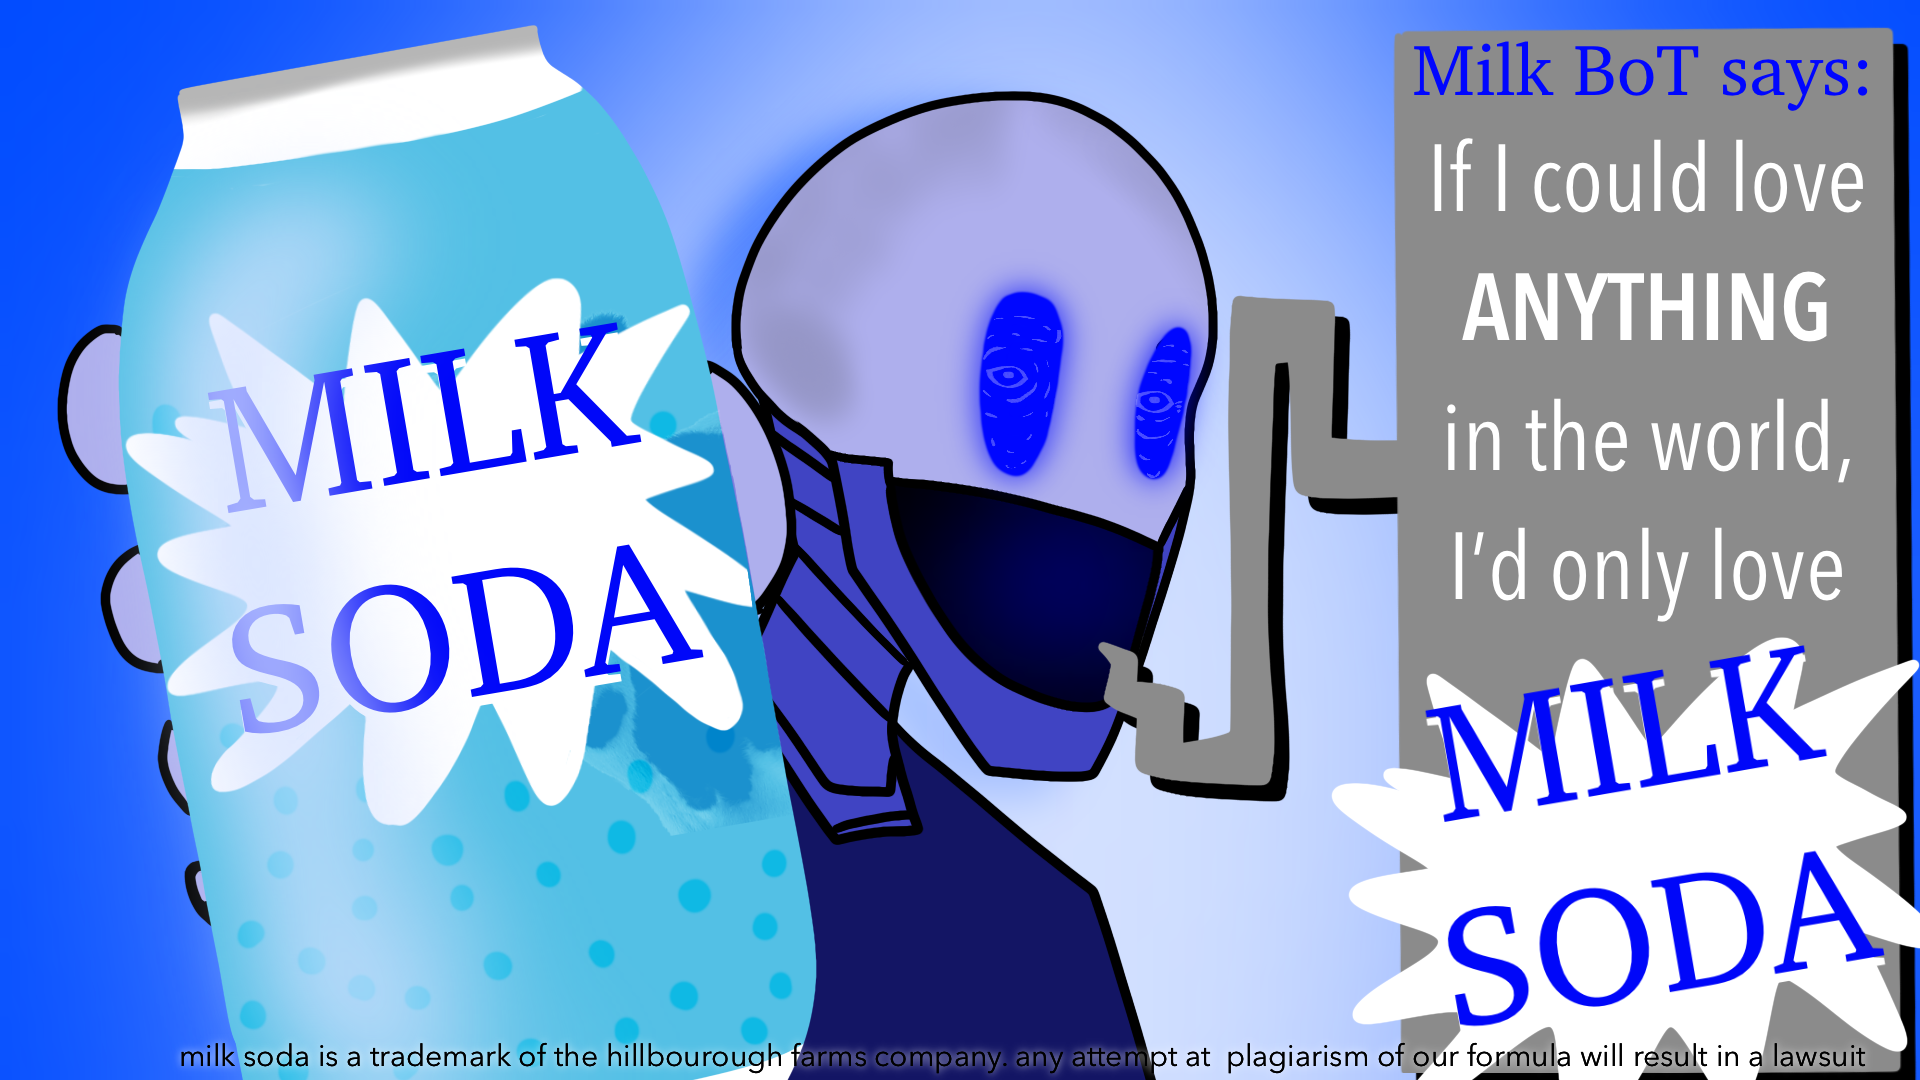 MILK
SODA
Milk BoT says:
If I could love
ANYTHING
in the world,
I'd only love
MILK
SODA
milk soda is a trademark of the hillbourough farms company. any attempt at  plagiarism of our formula will result in a lawsuit